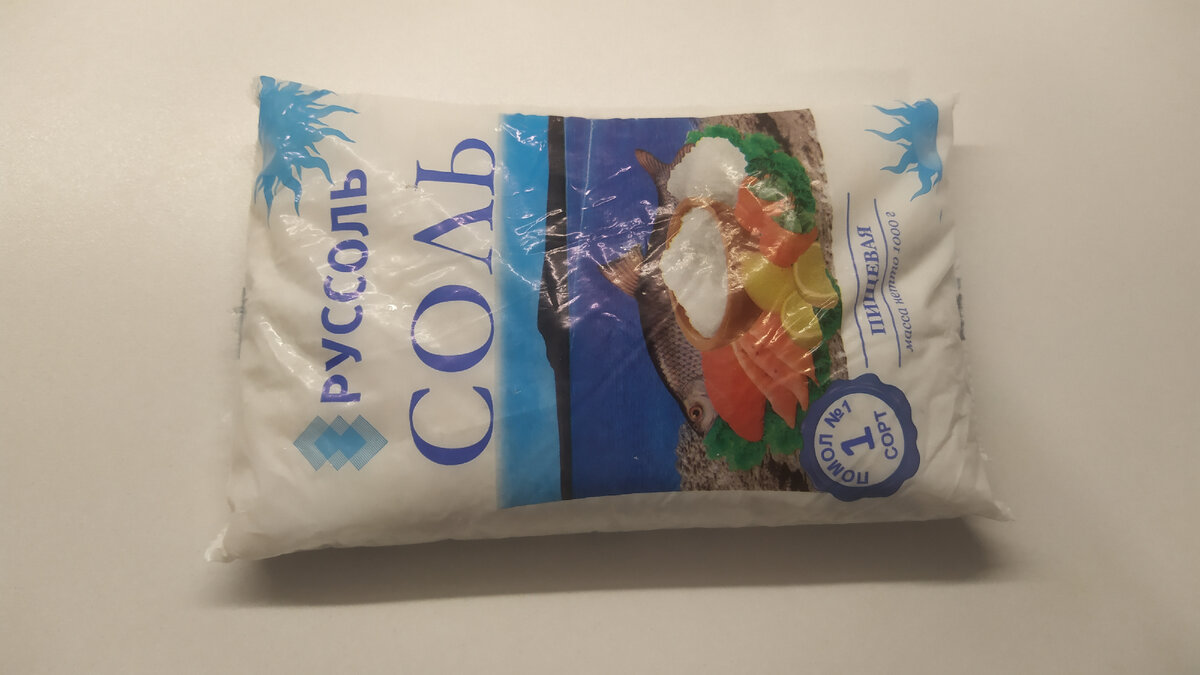 РУССОЛЬ
СОЛЬ
ПИЩЕВАЯ
масса нетто 1000 г
ПОМОЛ №1
1
СОРТ